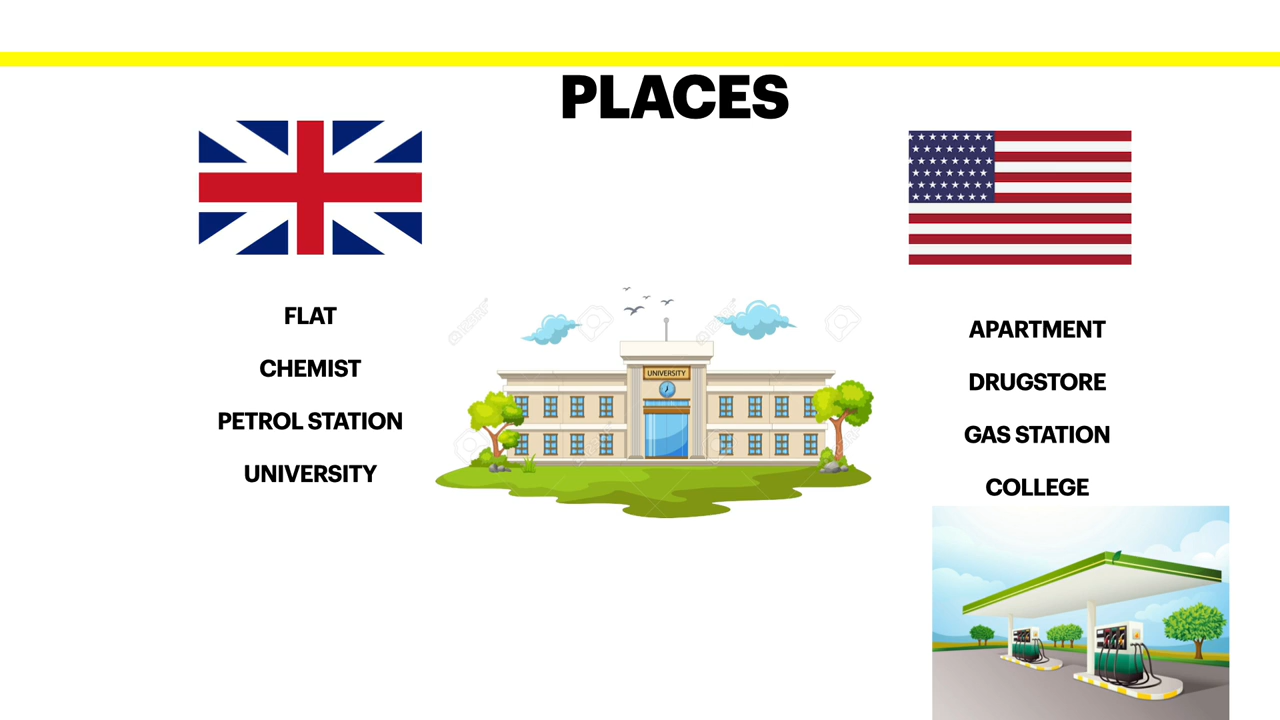 PLACES
FLAT
CHEMIST
PETROL STATION
UNIVERSITY
UNIVERSITY
APARTMENT
DRUGSTORE
GAS STATION
COLLEGE